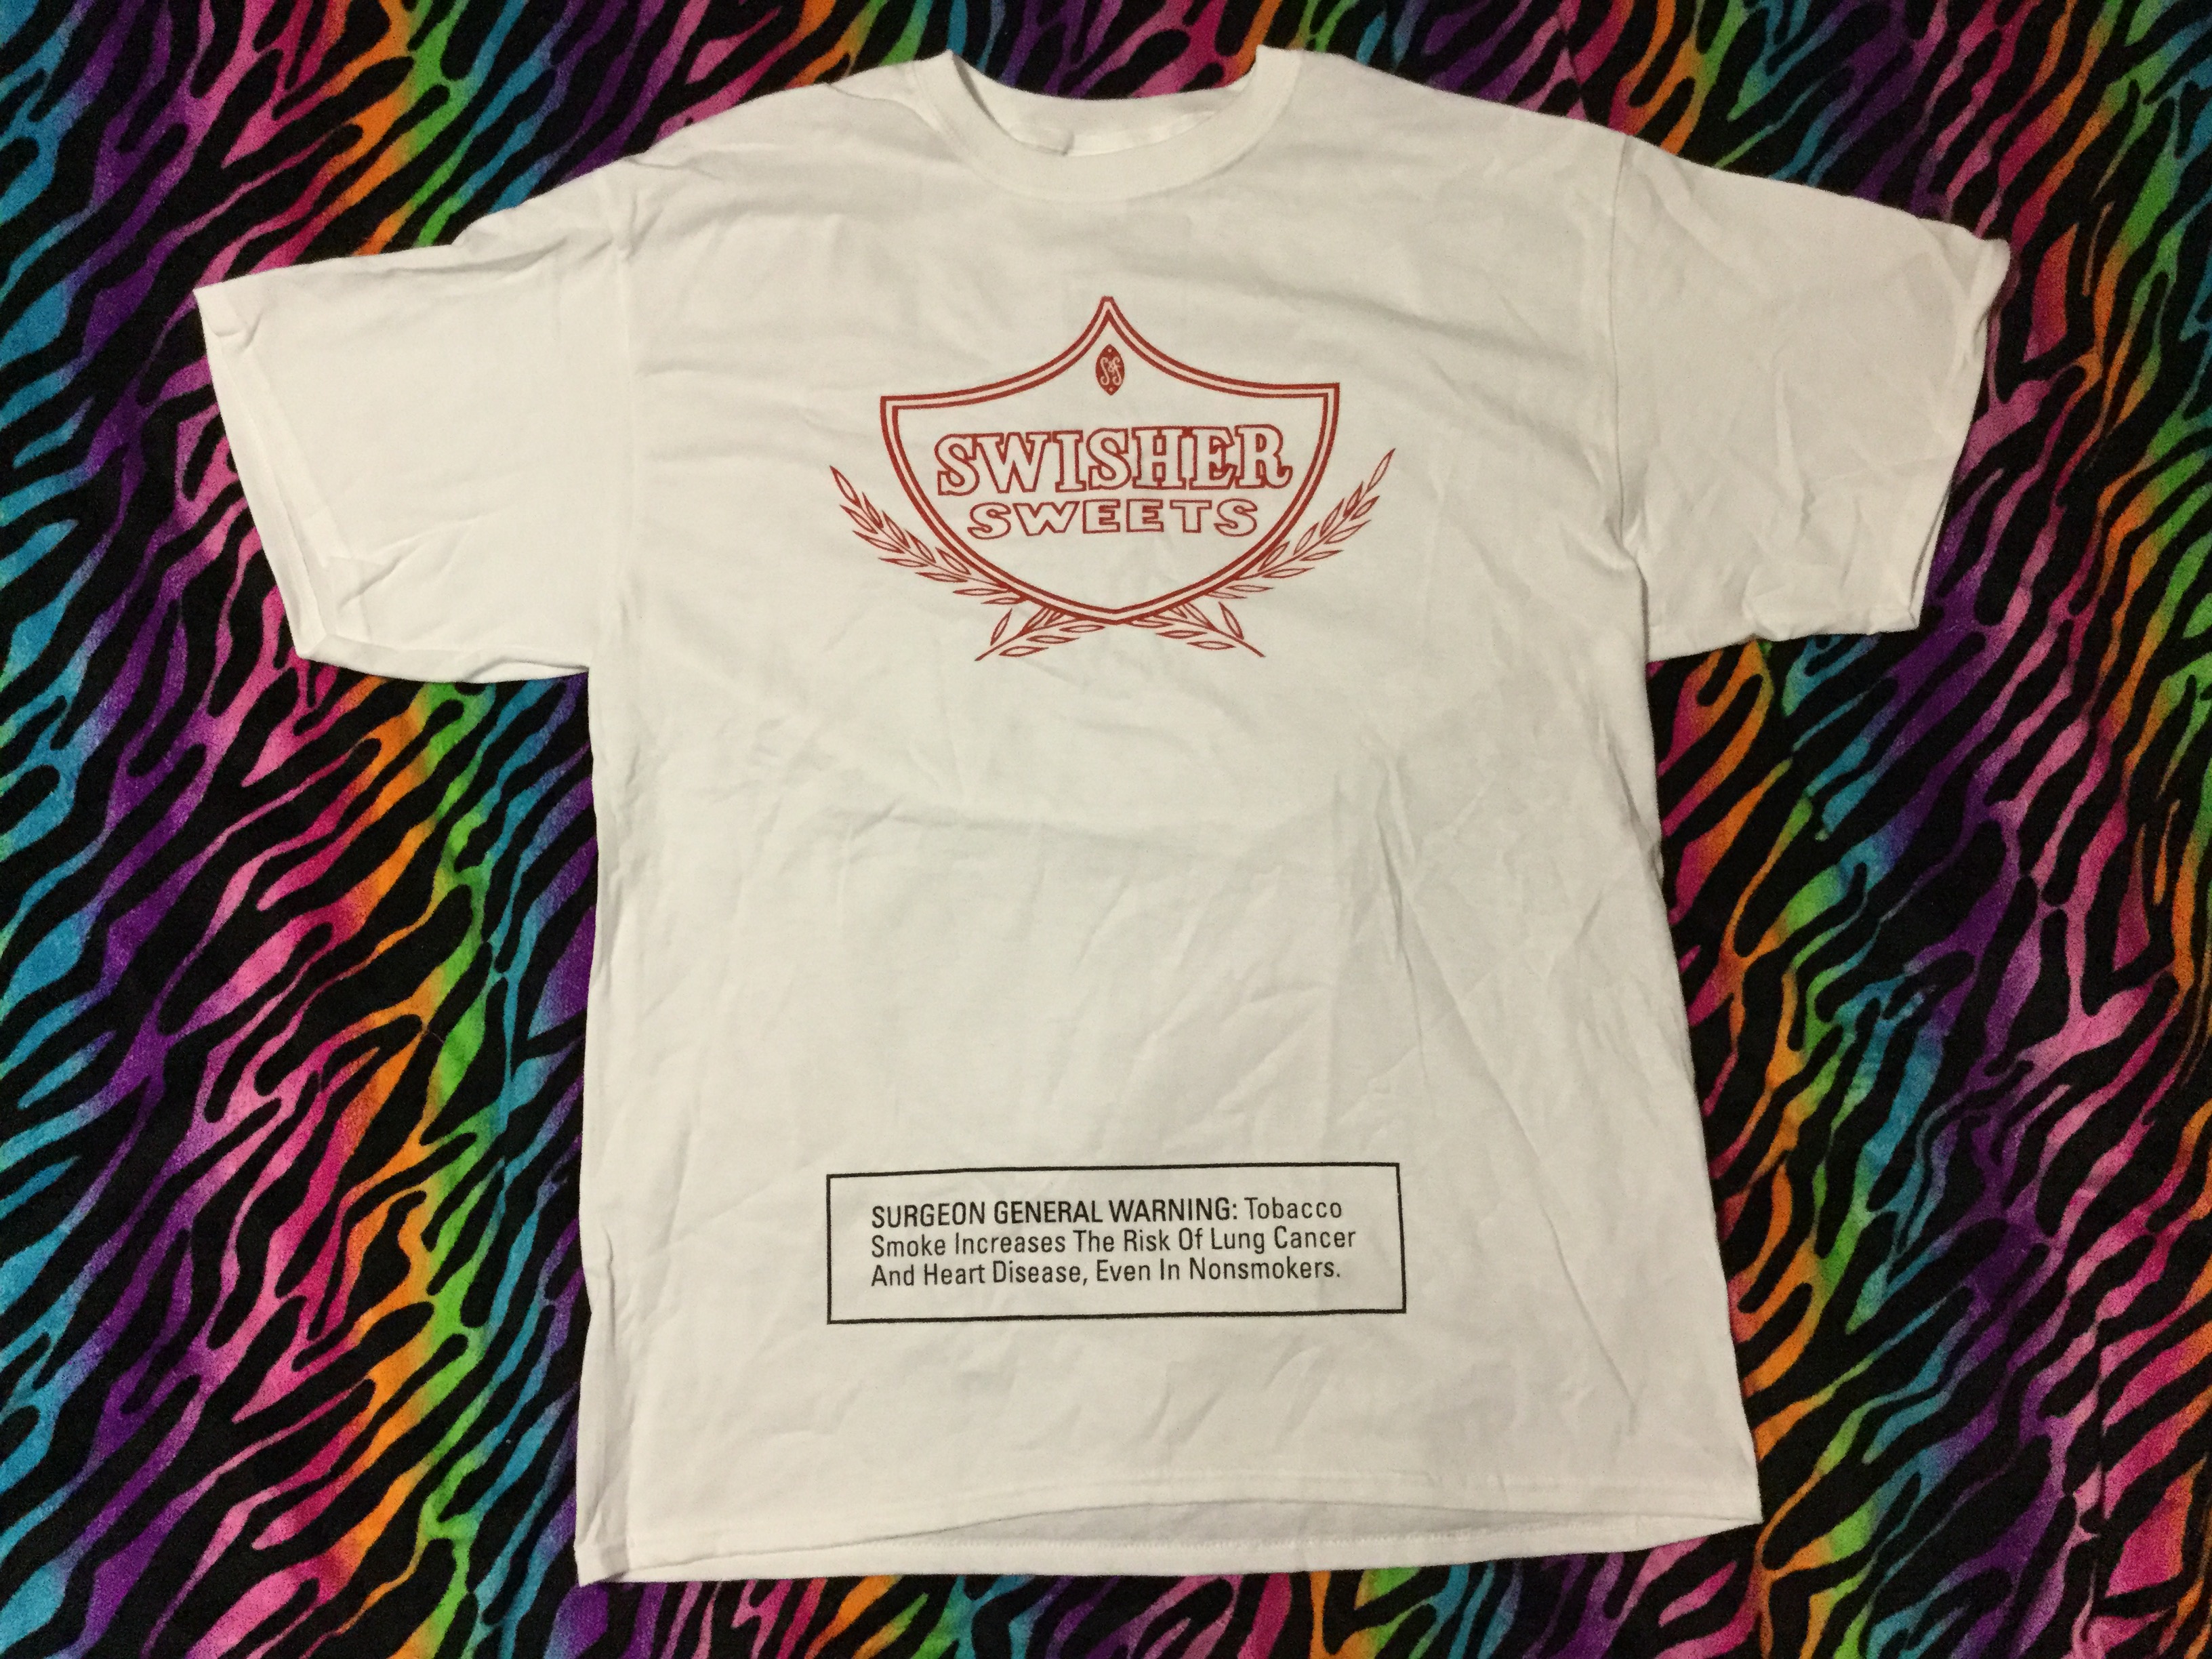 SWISHER
SWEETS
SURGEON GENERAL WARNING: Tobacco
Smoke Increases The Risk Of Lung Cancer
And Heart Disease, Even In Nonsmokers.